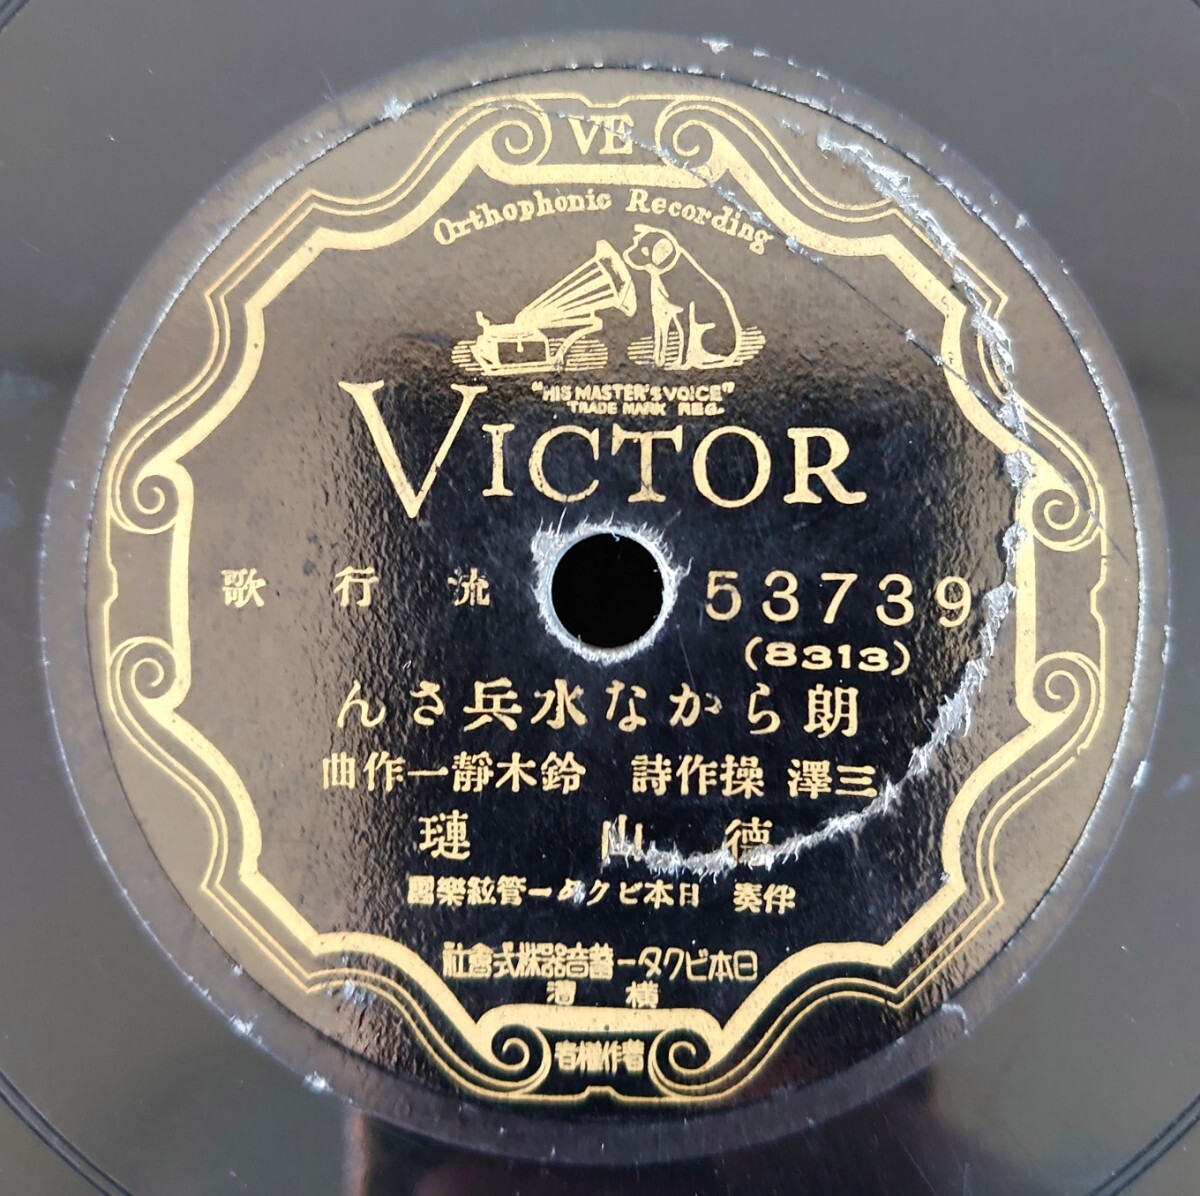 VE
Orthophonic Recording
"HIS MASTER'S VOICE"
TRADE MARK REG.
VICTOR
流行歌
53739
(8313)
朗らかな水兵さん
三澤 操作詩 鈴木靜一作曲
德山 璉
伴奏 日本ビクター管絃樂團
日本ビクター蓄音器株式會社
橫濱
著作權者